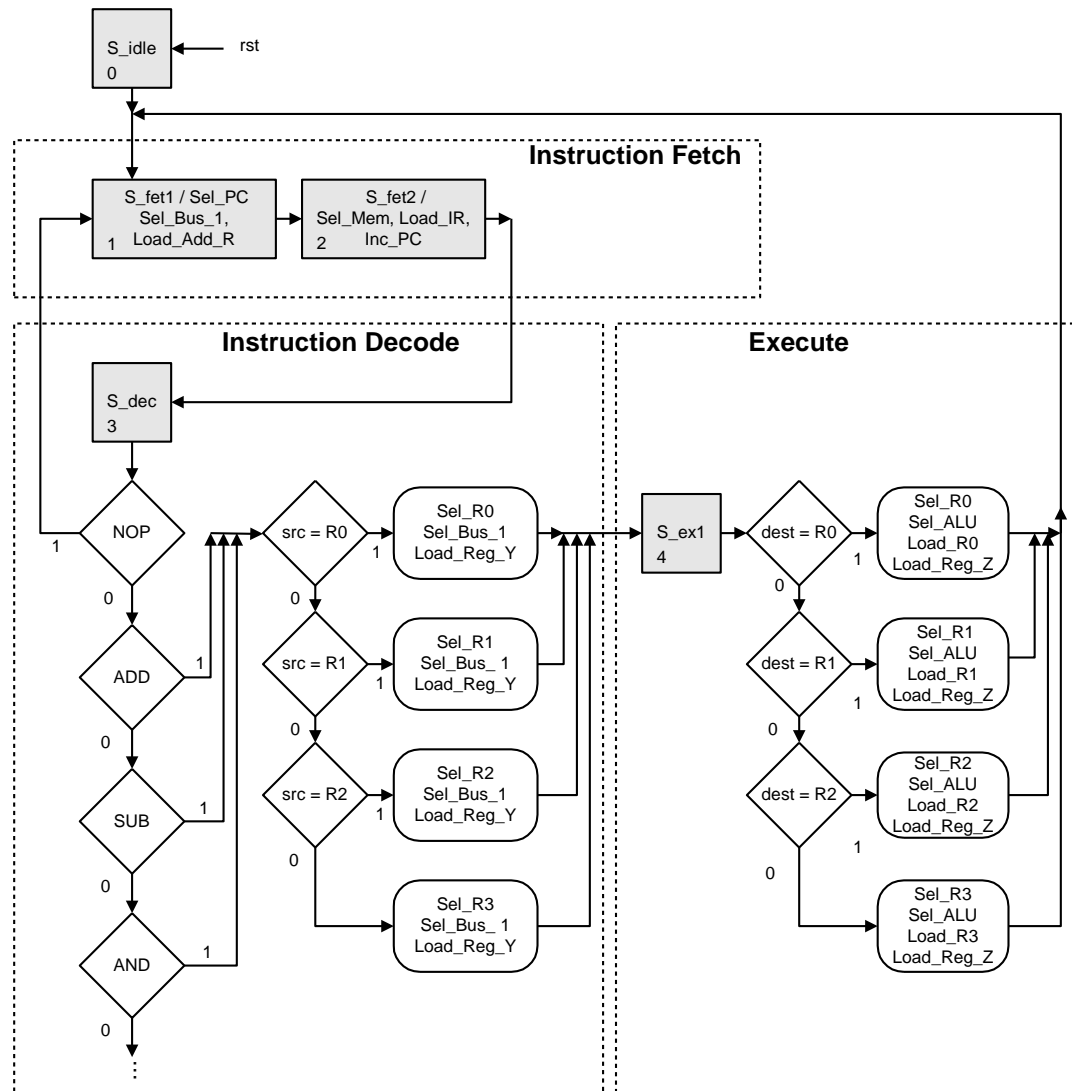 S_idle
0
rst
Instruction Fetch
S_fet1 / Sel_PC
Sel_Bus_1,
Load_Add_R
1
S_fet2 /
Sel_Mem, Load_IR,
Inc_PC
2
Instruction Decode
S_dec
3
NOP
1
0
ADD
1
0
SUB
1
0
AND
1
0
⋮
src = R0
1
0
src = R1
1
0
src = R2
1
0
Sel_R0
Sel_Bus_1
Load_Reg_Y
Sel_R1
Sel_Bus_ 1
Load_Reg_Y
Sel_R2
Sel_Bus_1
Load_Reg_Y
Sel_R3
Sel_Bus_ 1
Load_Reg_Y
Execute
S_ex1
4
dest = R0
1
0
dest = R1
1
0
dest = R2
1
0
Sel_R0
Sel_ALU
Load_R0
Load_Reg_Z
Sel_R1
Sel_ALU
Load_R1
Load_Reg_Z
Sel_R2
Sel_ALU
Load_R2
Load_Reg_Z
Sel_R3
Sel_ALU
Load_R3
Load_Reg_Z